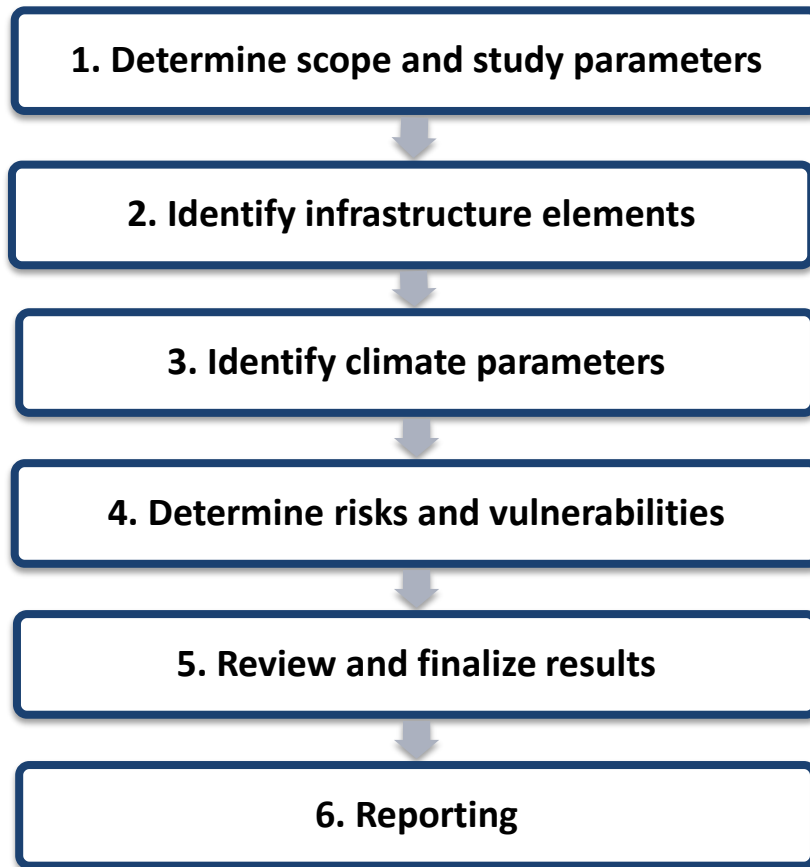 1. Determine scope and study parameters
2. Identify infrastructure elements
3. Identify climate parameters
4. Determine risks and vulnerabilities
5. Review and finalize results
6. Reporting